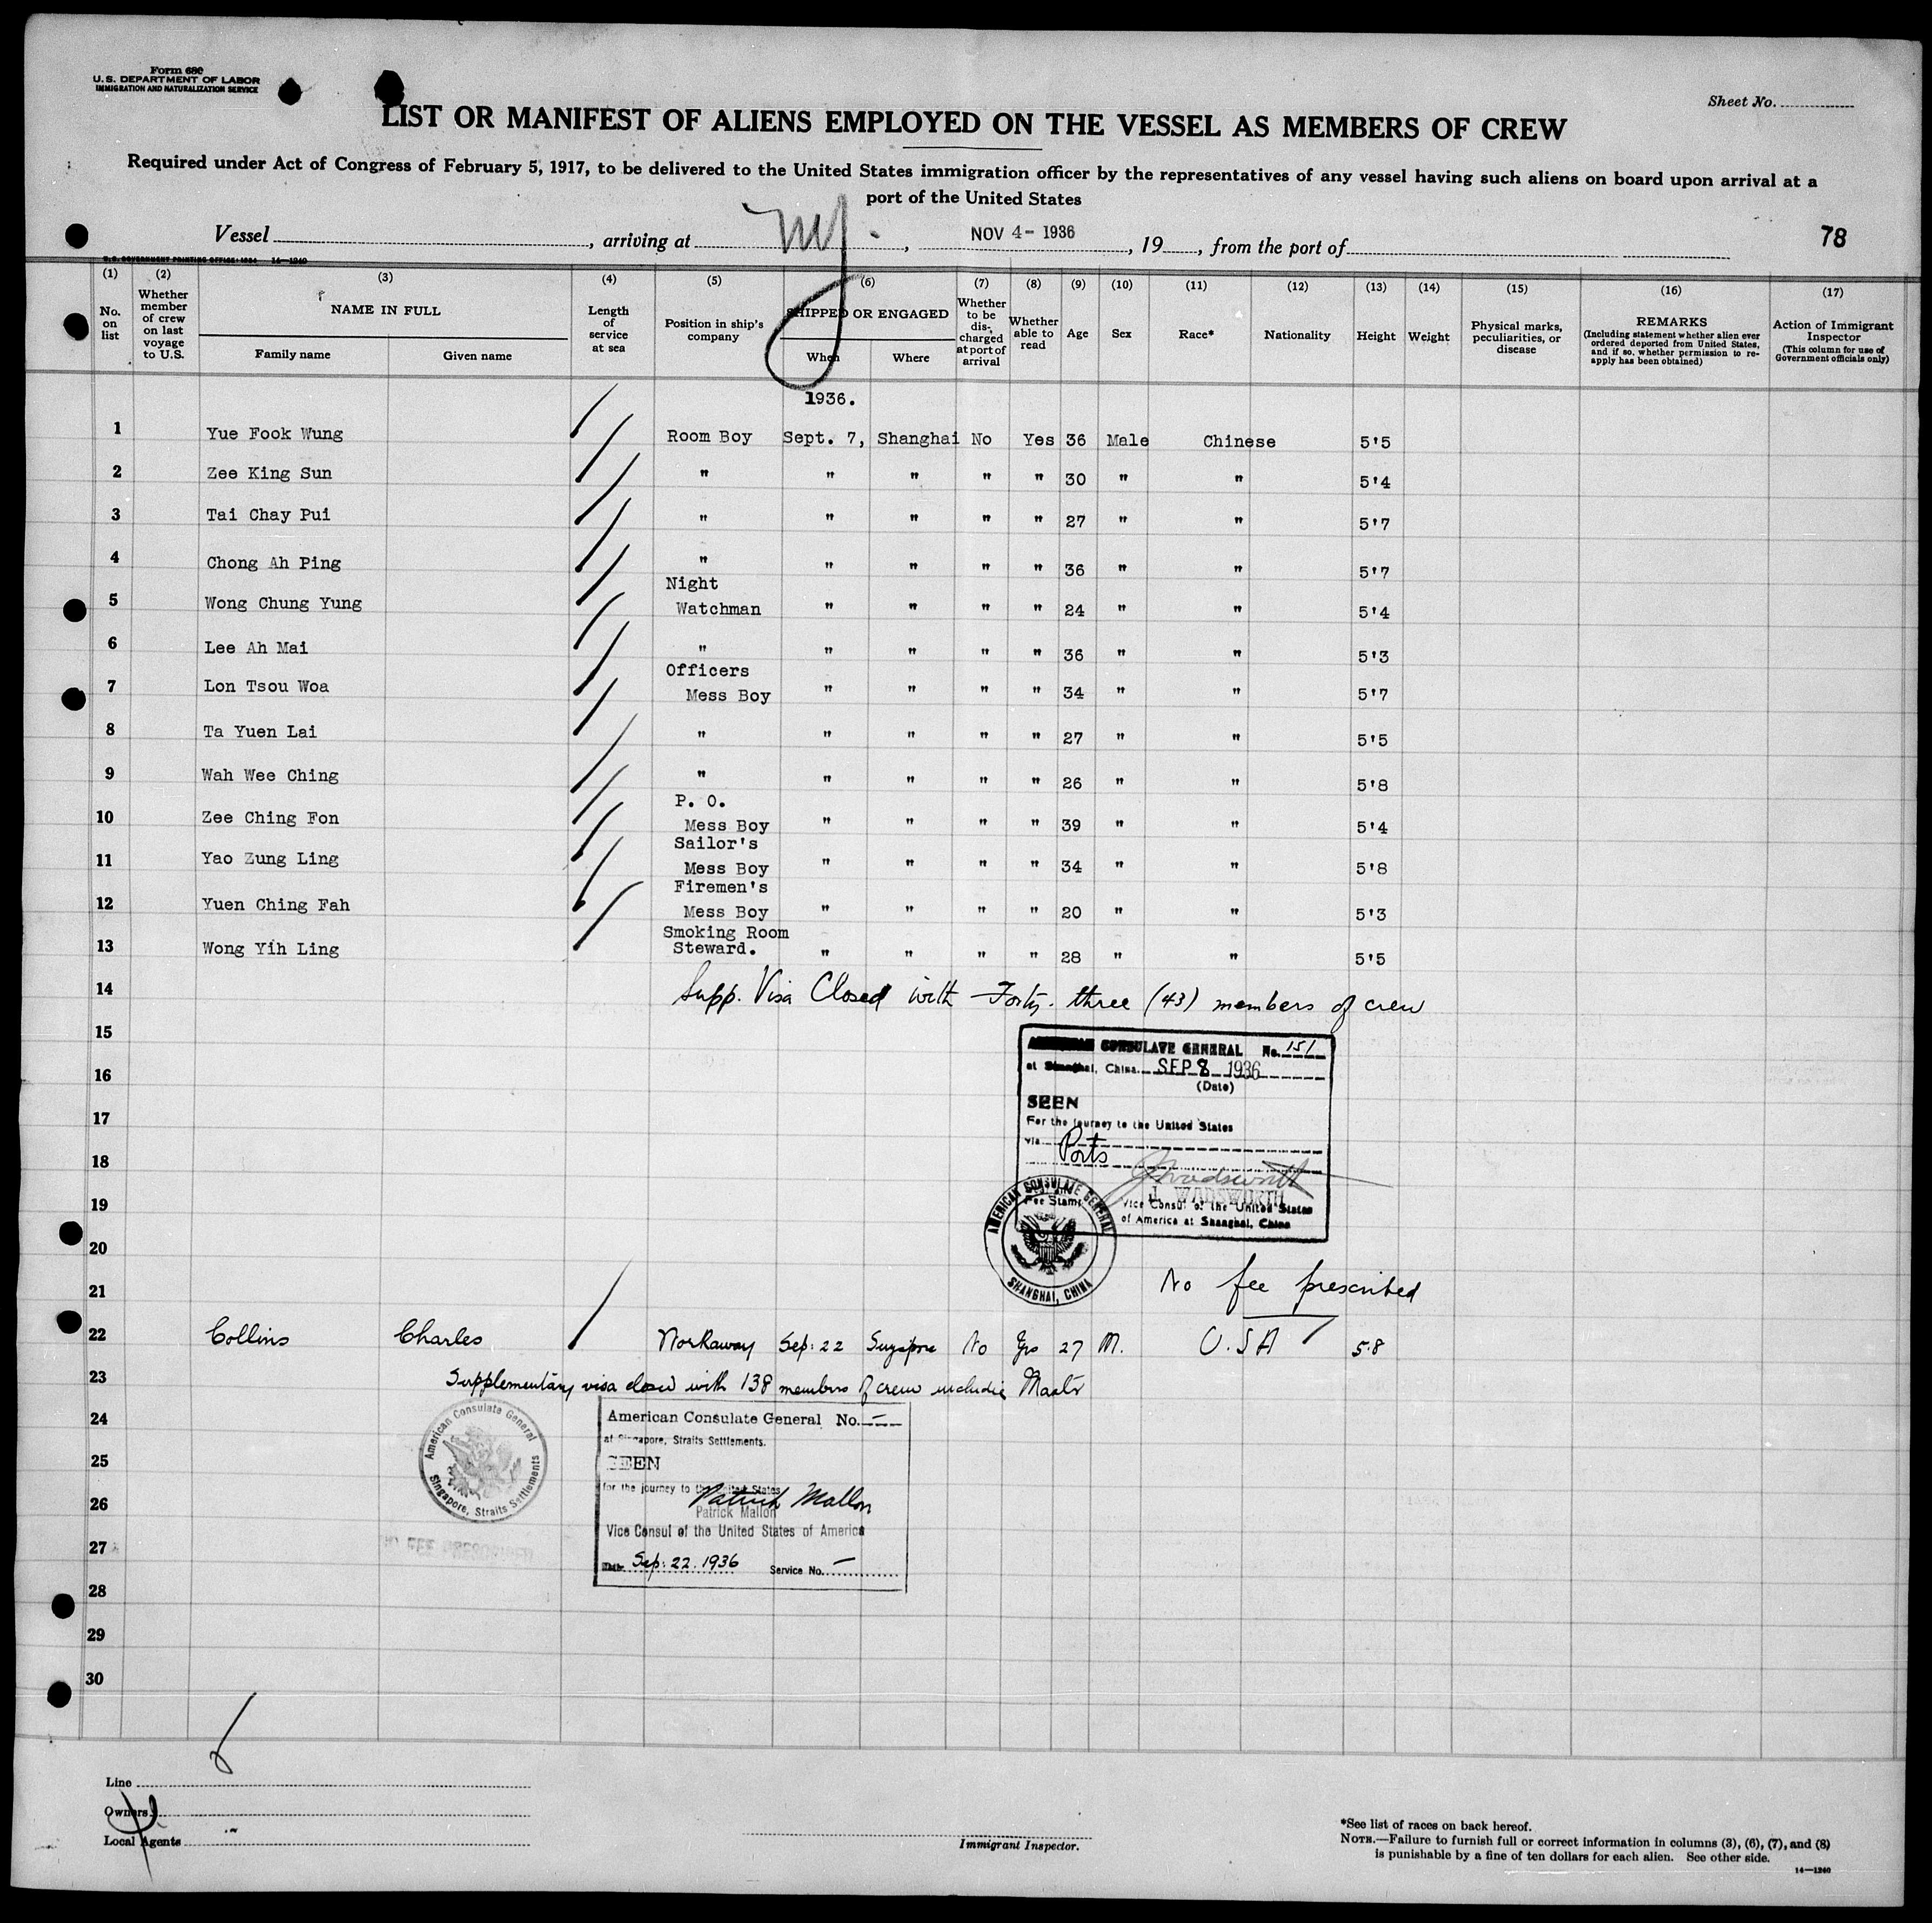 Form 680
U. S. DEPARTMENT OF LABOR
IMMIGRATION AND NATURALIZATION SERVICE
Sheet No.
LIST OR MANIFEST OF ALIENS EMPLOYED ON THE VESSEL AS MEMBERS OF CREW
Required under Act of Congress of February 5, 1917, to be delivered to the United States immigration officer by the representatives of any vessel having such aliens on board upon arrival at a
port of the United States
Vessel , arriving at NY. , NOV 4- 1936 , 19 , from the port of 78
U. S. GOVERNMENT PRINTING OFFICE: 1934 14—1240
(1) (2) (3) (4) (5) (6) (7) (8) (9) (10) (11) (12) (13) (14) (15) (16) (17)
No. on list
Whether member of crew on last voyage to U.S.
NAME IN FULL
Family name Given name
Length of service at sea
Position in ship's company
SHIPPED OR ENGAGED
When Where
Whether to be discharged at port of arrival
Whether able to read
Age
Sex
Race*
Nationality
Height
Weight
Physical marks, peculiarities, or disease
REMARKS
(Including statement whether alien ever ordered deported from United States, and if so, whether permission to reapply has been obtained)
Action of Immigrant Inspector
(This column for use of Government officials only)
1936.
1 Yue Fook Wung Room Boy Sept. 7, Shanghai No Yes 36 Male Chinese 5'5
2 Zee King Sun " " " " " 30 " " 5'4
3 Tai Chay Pui " " " " " 27 " " 5'7
4 Chong Ah Ping " " " " " 36 " " 5'7
Night
5 Wong Chung Yung Watchman " " " " 24 " " 5'4
6 Lee Ah Mai " " " " " 36 " " 5'3
Officers
7 Lon Tsou Woa Mess Boy " " " " 34 " " 5'7
8 Ta Yuen Lai " " " " " 27 " " 5'5
9 Wah Wee Ching " " " " " 26 " " 5'8
P. O.
10 Zee Ching Fon Mess Boy " " " " 39 " " 5'4
Sailor's
11 Yao Zung Ling Mess Boy " " " " 34 " " 5'8
Firemen's
12 Yuen Ching Fah Mess Boy " " " " 20 " " 5'3
Smoking Room
13 Wong Yih Ling Steward. " " " " 28 " " 5'5
14 Supp. Visa Closed with Forty-three (43) members of crew
15
AMERICAN CONSULATE GENERAL No. 151
16
at Shanghai, China. SEP 8 1936
(Date)
SEEN
17
For the journey to the United States
via Ports
18
J Wadsworth
J. WADSWORTH
19
Vice Consul of the United States
of America at Shanghai, China
AMERICAN CONSULATE GENERAL
Fee Stamp
SHANGHAI, CHINA
20
21 No fee prescribed
22 Collins Charles Workaway Sep: 22 Singapore No Yes 27 M. U.S.A 5.8
23 Supplementary visa closed with 138 members of crew including Master
24
American Consulate General
Singapore, Straits Settlements
American Consulate General No. —
at Singapore, Straits Settlements.
25
SEEN
for the journey to the United States
26
Patrick Mallon
Patrick Mallon
Vice Consul of the United States of America
27
NO FEE PRESCRIBED
Date Sep: 22. 1936 Service No. —
28
29
30
Line
Owners
Local Agents
Immigrant Inspector.
*See list of races on back hereof.
NOTE.—Failure to furnish full or correct information in columns (3), (6), (7), and (8)
is punishable by a fine of ten dollars for each alien. See other side.
14—1240